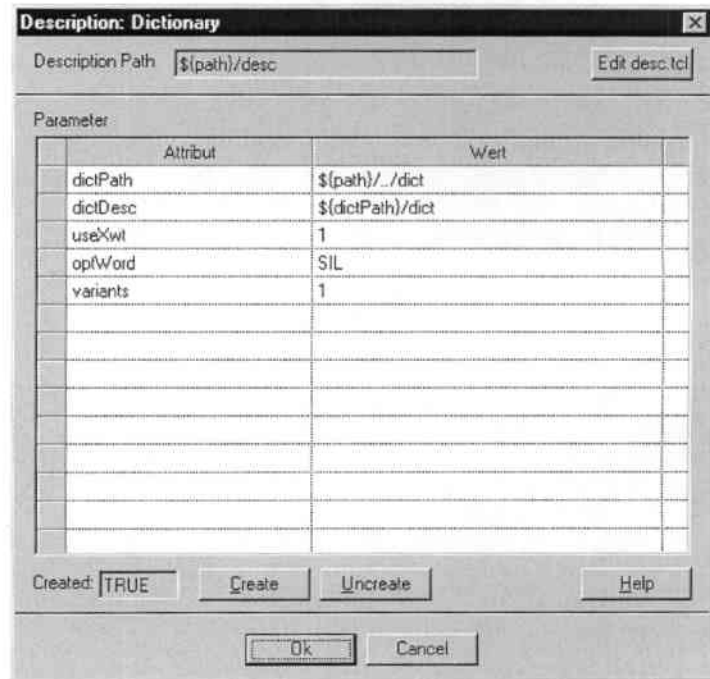 Description: Dictionary
Description Path ${path}/desc Edit desc.tcl
Parameter
Attribut Wert
dictPath ${path}/../dict
dictDesc ${dictPath}/dict
useXwt 1
optWord SIL
variants 1
Created: TRUE Create Uncreate Help
Ok Cancel